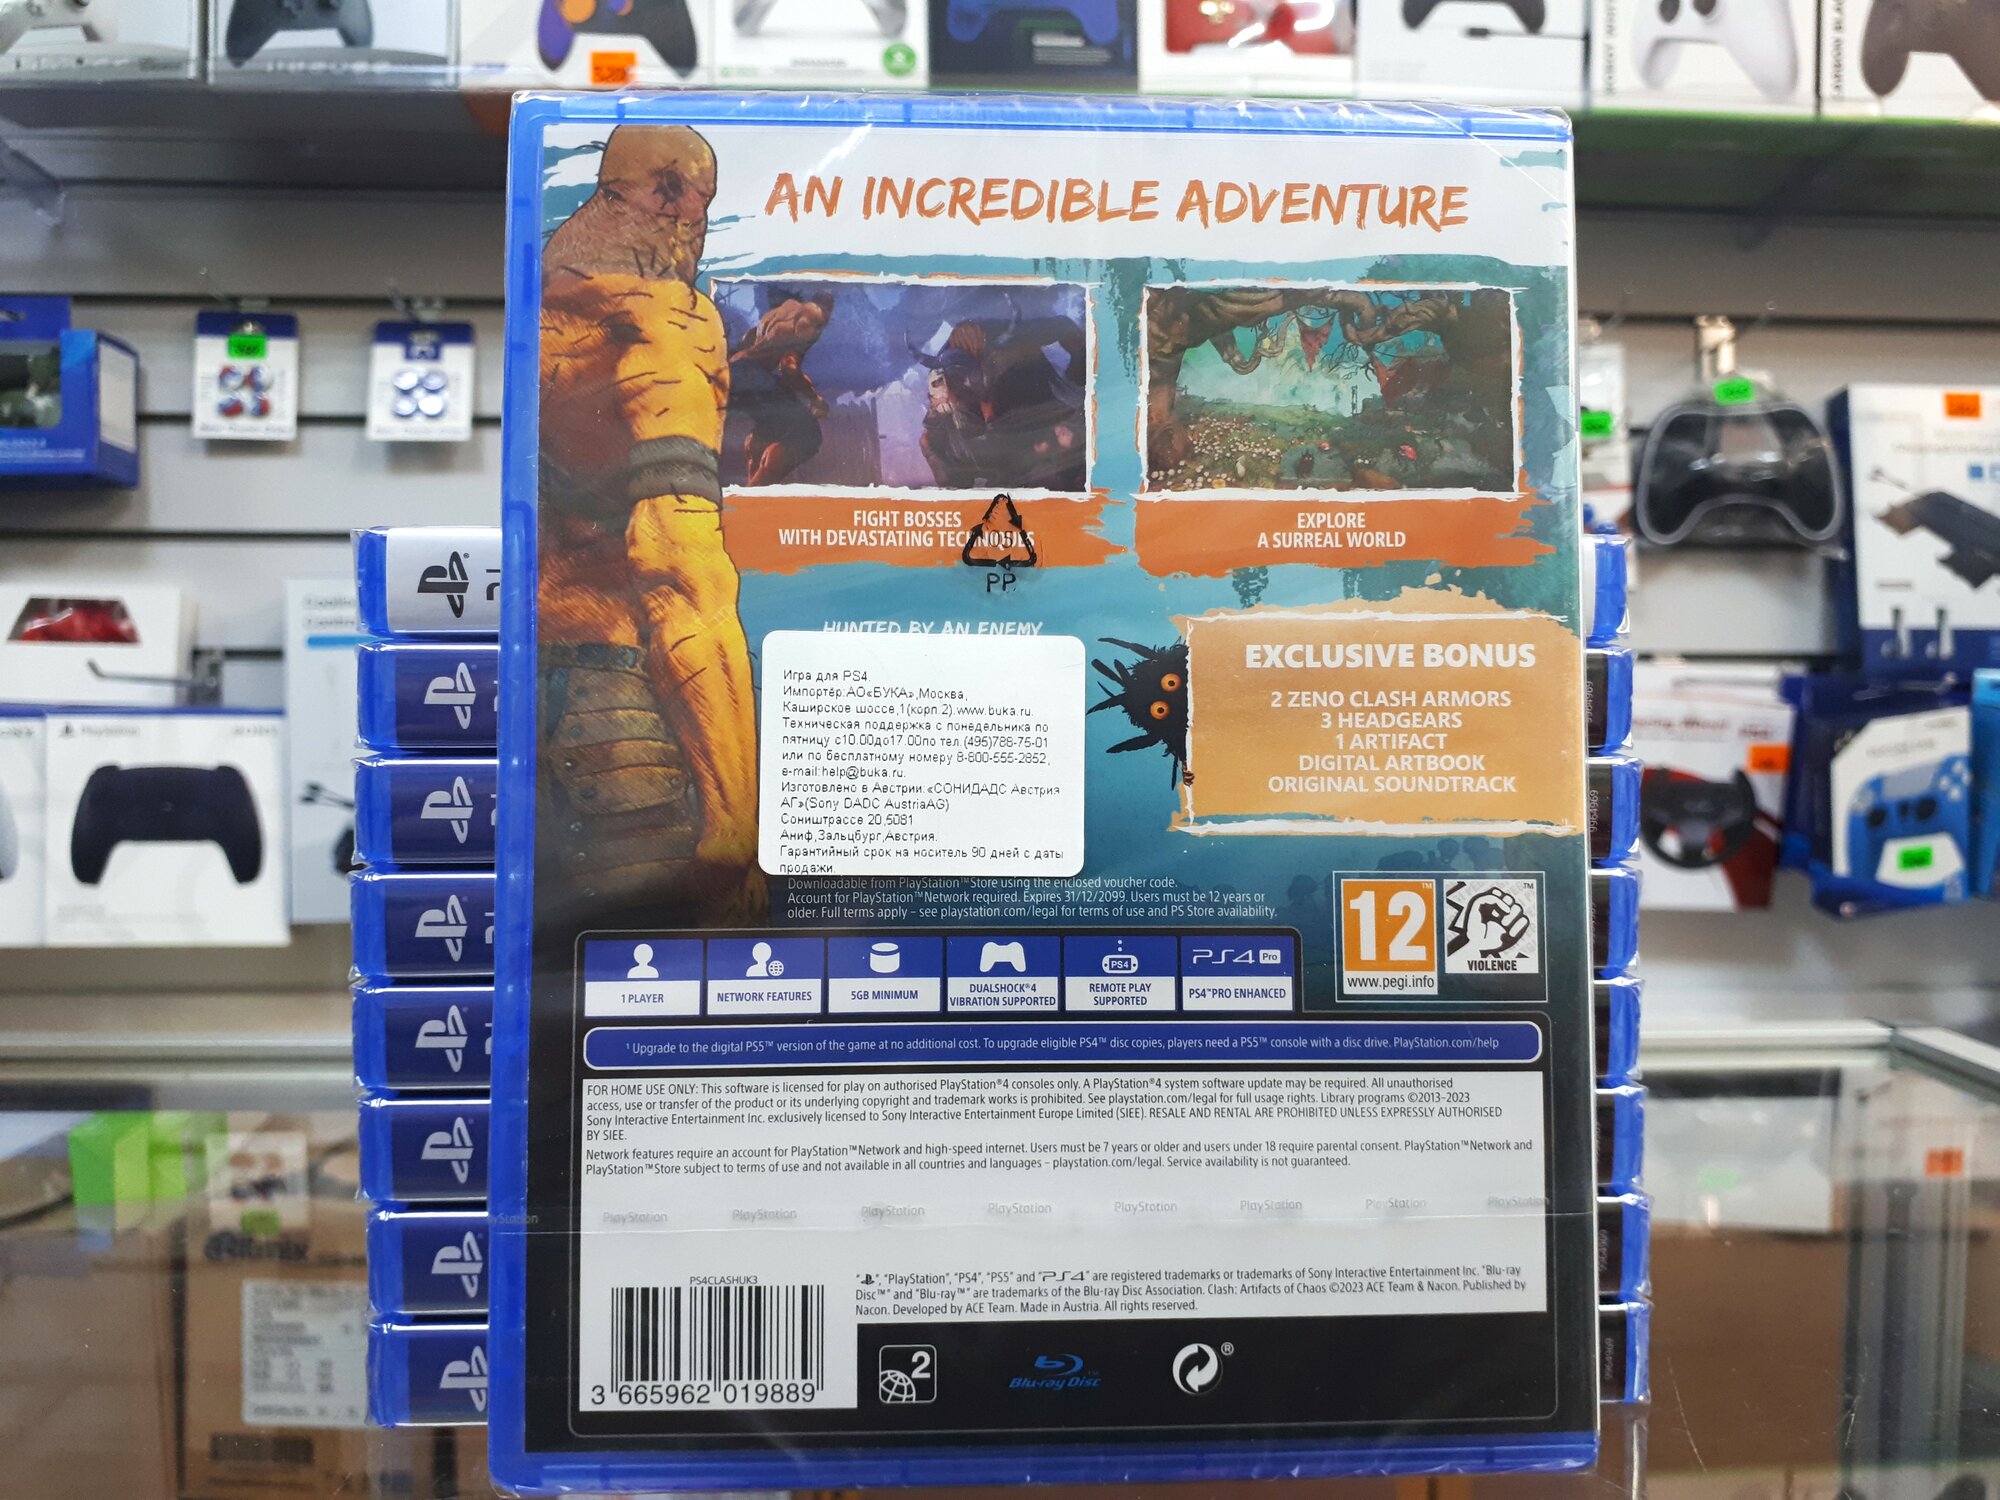 AN INCREDIBLE ADVENTURE
FIGHT BOSSES
WITH DEVASTATING TECHNIQUES
PP
EXPLORE
A SURREAL WORLD
HUNTED BY AN ENEMY
Игра для PS4.
Импортёр:АО«БУКА»,Москва,
Каширское шоссе,1(корп.2).www.buka.ru.
Техническая поддержка с понедельника по
пятницу с10.00до17.00по тел.(495)788-75-01
или по бесплатному номеру 8-800-555-2852,
e-mail:help@buka.ru.
Изготовлено в Австрии:«СОНИДАДС Австрия
АГ»(Sony DADC AustriaAG)
Соништрассе 20,5081
Аниф,Зальцбург,Австрия.
Гарантийный срок на носитель 90 дней с даты
продажи.
EXCLUSIVE BONUS
2 ZENO CLASH ARMORS
3 HEADGEARS
1 ARTIFACT
DIGITAL ARTBOOK
ORIGINAL SOUNDTRACK
Downloadable from PlayStation™Store using the enclosed voucher code.
Account for PlayStation™Network required. Expires 31/12/2099. Users must be 12 years or
older. Full terms apply – see playstation.com/legal for terms of use and PS Store availability.
12
www.pegi.info
VIOLENCE
1 PLAYER
NETWORK FEATURES
5GB MINIMUM
DUALSHOCK®4
VIBRATION SUPPORTED
PS4
REMOTE PLAY
SUPPORTED
PS4 Pro
PS4™PRO ENHANCED
¹ Upgrade to the digital PS5™ version of the game at no additional cost. To upgrade eligible PS4™ disc copies, players need a PS5™ console with a disc drive. PlayStation.com/help
FOR HOME USE ONLY: This software is licensed for play on authorised PlayStation®4 consoles only. A PlayStation®4 system software update may be required. All unauthorised
access, use or transfer of the product or its underlying copyright and trademark works is prohibited. See playstation.com/legal for full usage rights. Library programs ©2013-2023
Sony Interactive Entertainment Inc. exclusively licensed to Sony Interactive Entertainment Europe Limited (SIEE). RESALE AND RENTAL ARE PROHIBITED UNLESS EXPRESSLY AUTHORISED
BY SIEE.
Network features require an account for PlayStation™Network and high-speed internet. Users must be 7 years or older and users under 18 require parental consent. PlayStation™Network and
PlayStation™Store subject to terms of use and not available in all countries and languages – playstation.com/legal. Service availability is not guaranteed.
PlayStation PlayStation PlayStation PlayStation PlayStation PlayStation PlayStation PlayStation
PS4CLASHUK3
3 665962 019889
"PlayStation", "PS4", "PS5" and "PS4" are registered trademarks or trademarks of Sony Interactive Entertainment Inc. "Blu-ray
Disc™" and "Blu-ray™" are trademarks of the Blu-ray Disc Association. Clash: Artifacts of Chaos ©2023 ACE Team & Nacon. Published by
Nacon. Developed by ACE Team. Made in Austria. All rights reserved.
2
Blu-ray Disc™
®
9964969
9964969